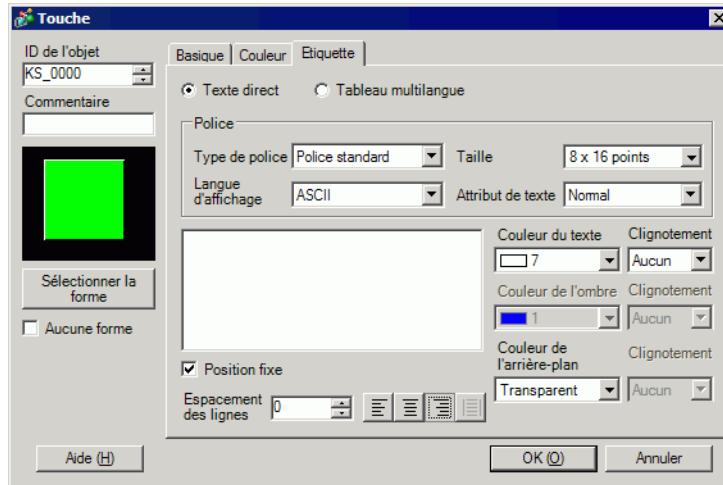 Touche
ID de l'objet
KS_0000
Commentaire
Sélectionner la
forme
Aucune forme
Basique
Couleur
Etiquette
Texte direct
Tableau multilangue
Police
Type de police
Police standard
Taille
8 x 16 points
Langue
d'affichage
ASCII
Attribut de texte
Normal
Couleur du texte
Clignotement
7
Aucun
Couleur de l'ombre
Clignotement
1
Aucun
Couleur de
l'arrière-plan
Clignotement
Transparent
Aucun
Position fixe
Espacement
des lignes
0
Aide (H)
OK (O)
Annuler